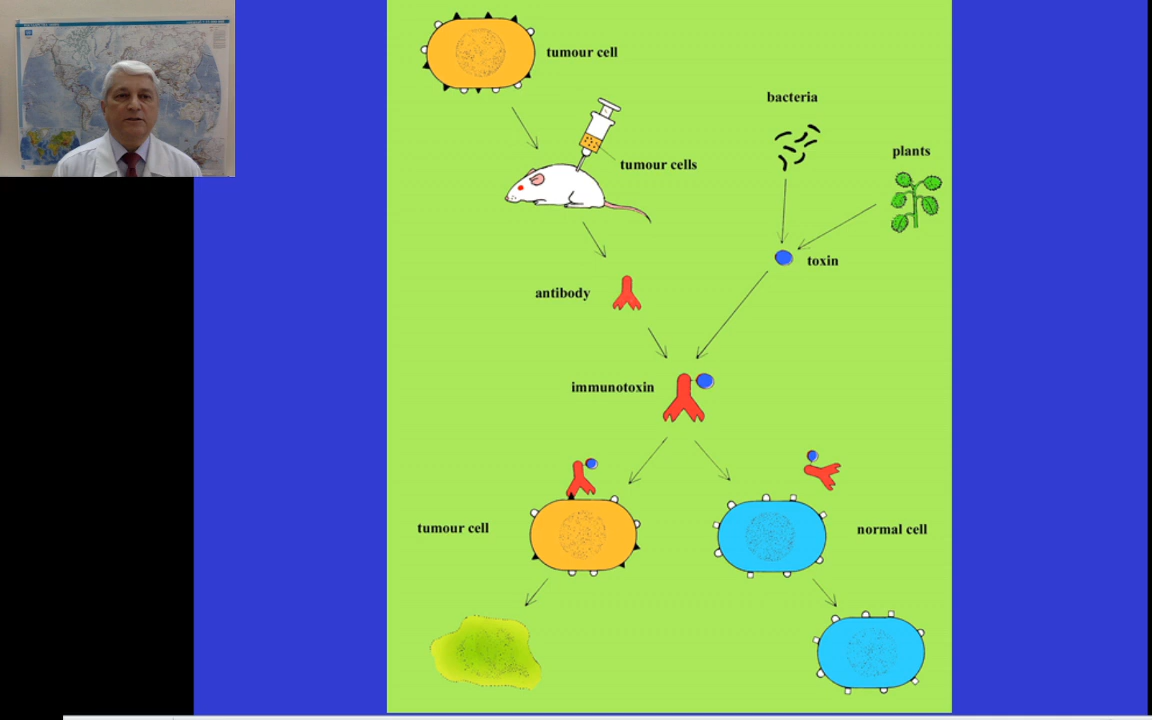 tumour cell
bacteria
plants
tumour cells
toxin
antibody
immunotoxin
tumour cell
normal cell